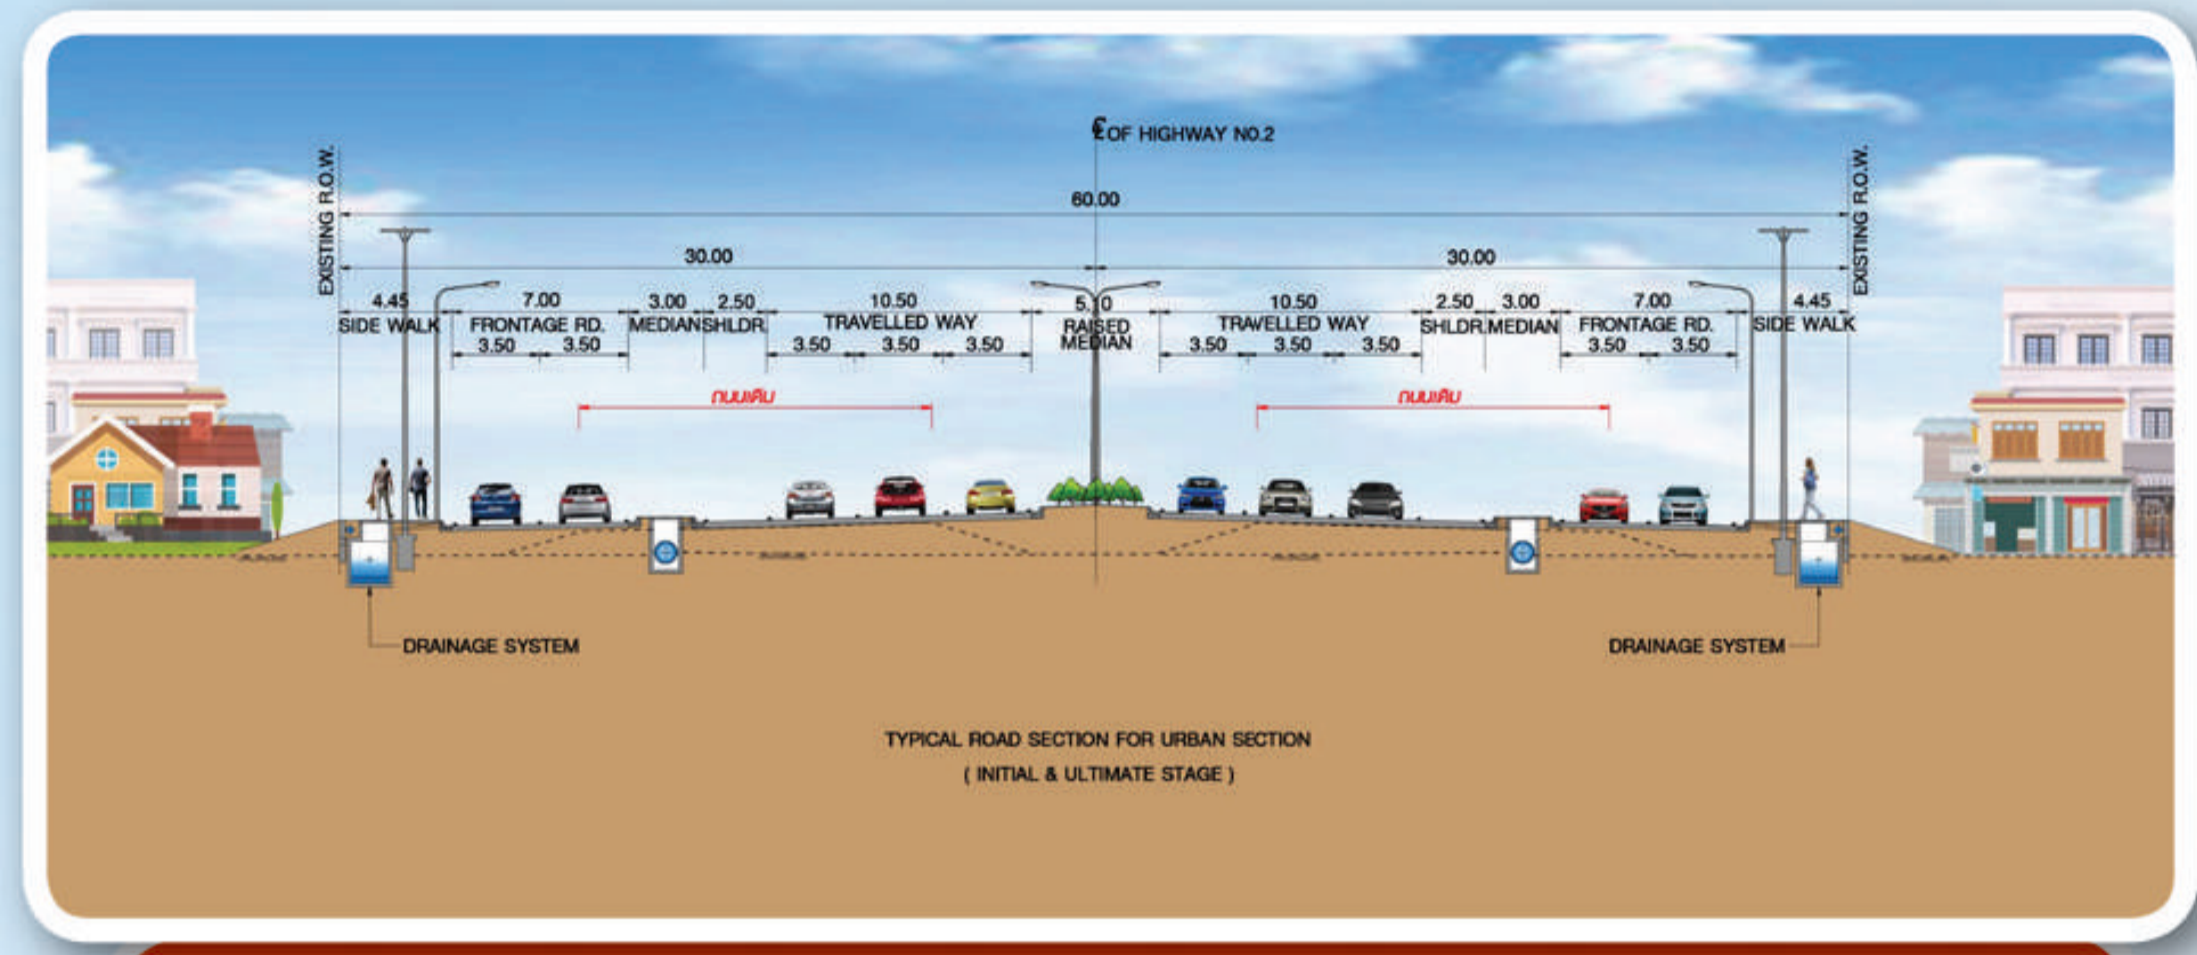 ℄ OF HIGHWAY NO.2
EXISTING R.O.W.
EXISTING R.O.W.
60.00
30.00 30.00
4.45 7.00 3.00 2.50 10.50 5.10 10.50 2.50 3.00 7.00 4.45
SIDE WALK FRONTAGE RD. MEDIAN SHLDR. TRAVELLED WAY RAISED MEDIAN TRAVELLED WAY SHLDR. MEDIAN FRONTAGE RD. SIDE WALK
3.50 3.50 3.50 3.50 3.50 3.50 3.50 3.50 3.50 3.50
ถนนเดิม ถนนเดิม
DRAINAGE SYSTEM DRAINAGE SYSTEM
TYPICAL ROAD SECTION FOR URBAN SECTION
( INITIAL & ULTIMATE STAGE )